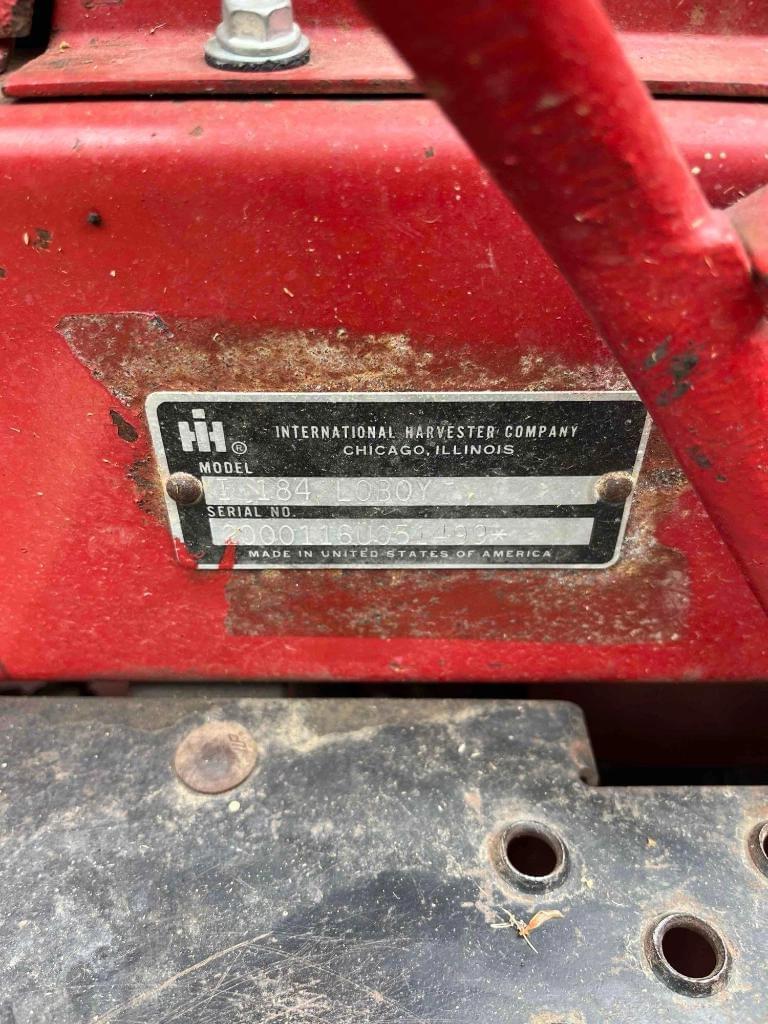 IH ®
INTERNATIONAL HARVESTER COMPANY
CHICAGO, ILLINOIS
MODEL
184 LOBOY
SERIAL NO.
MADE IN UNITED STATES OF AMERICA